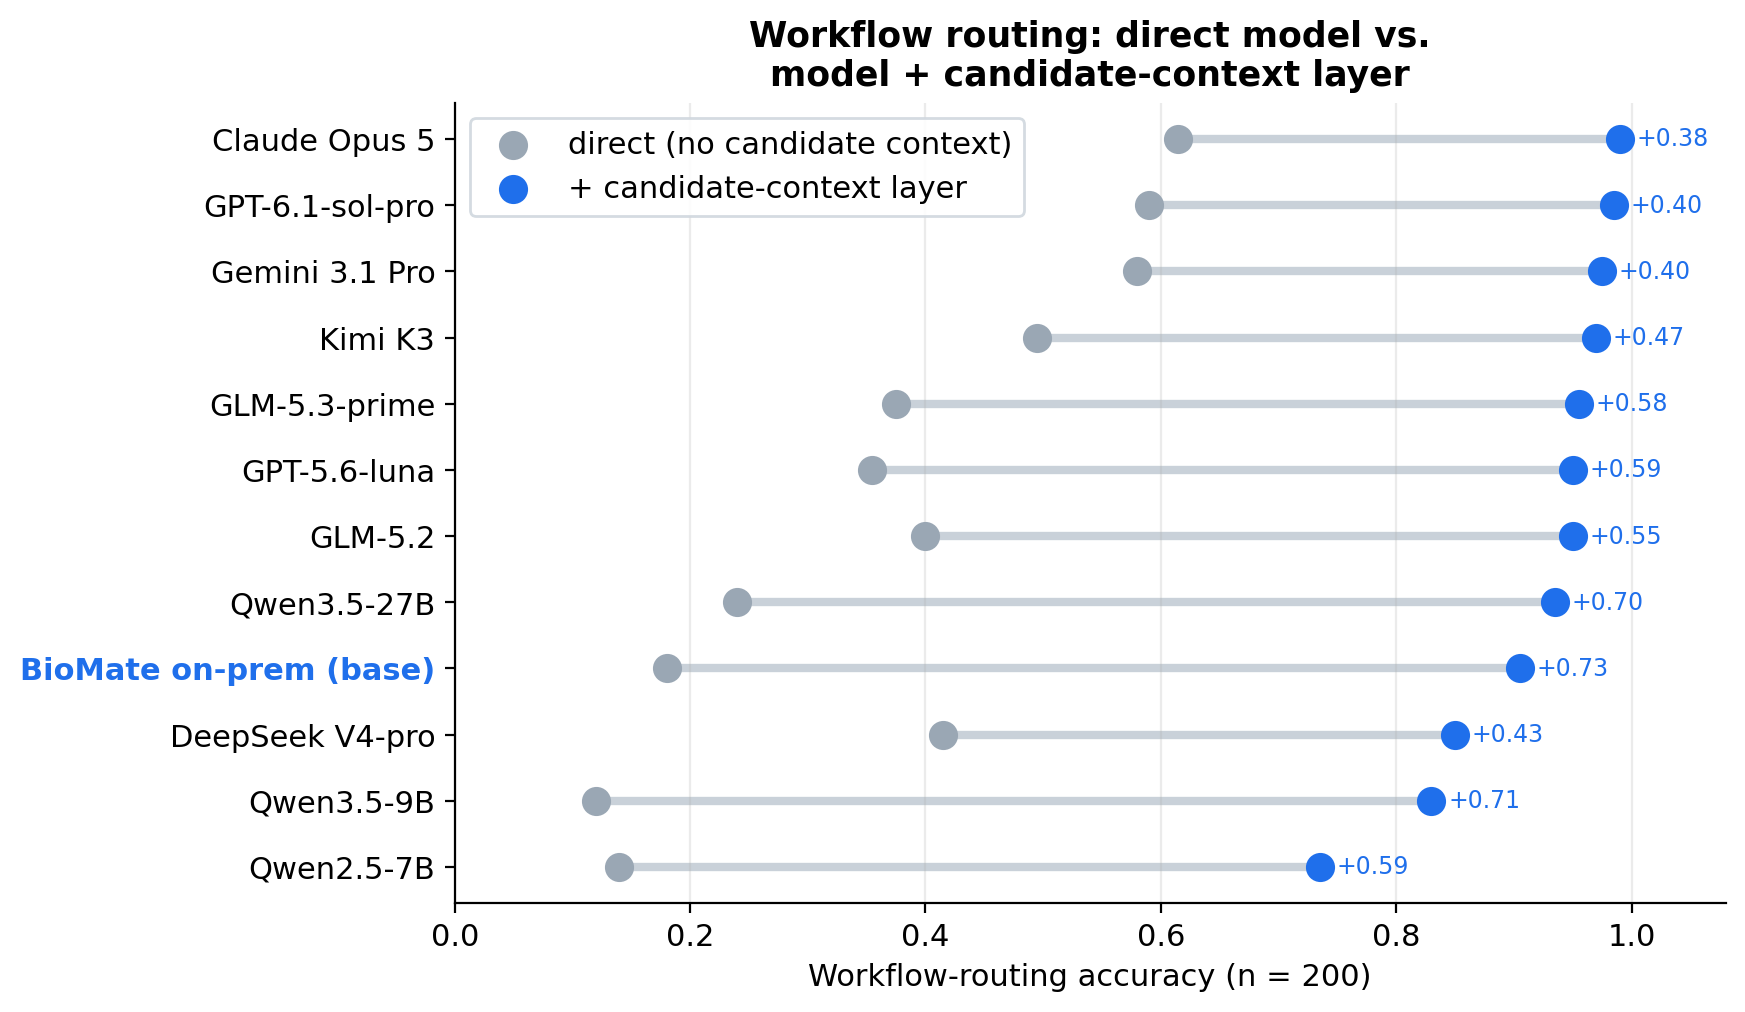 Workflow routing: direct model vs.
model + candidate-context layer
direct (no candidate context)
+ candidate-context layer
Claude Opus 5 +0.38
GPT-6.1-sol-pro +0.40
Gemini 3.1 Pro +0.40
Kimi K3 +0.47
GLM-5.3-prime +0.58
GPT-5.6-luna +0.59
GLM-5.2 +0.55
Qwen3.5-27B +0.70
BioMate on-prem (base) +0.73
DeepSeek V4-pro +0.43
Qwen3.5-9B +0.71
Qwen2.5-7B +0.59
0.0 0.2 0.4 0.6 0.8 1.0
Workflow-routing accuracy (n = 200)